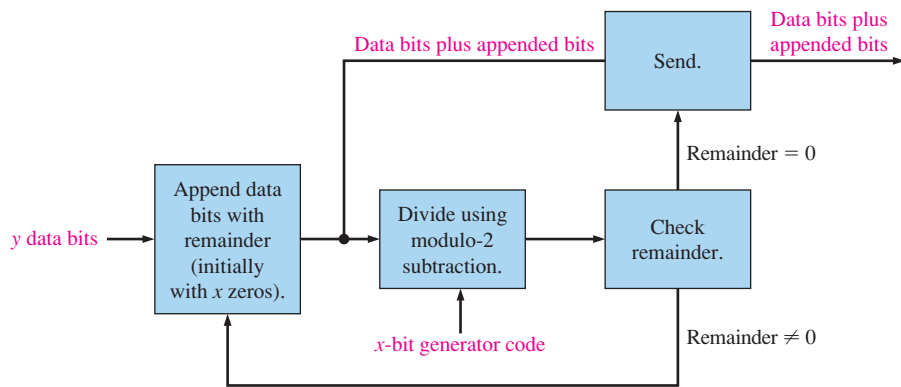 Data bits plus appended bits
Send.
Data bits plus
appended bits
Remainder = 0
y data bits
Append data
bits with
remainder
(initially
with x zeros).
Divide using
modulo-2
subtraction.
Check
remainder.
x-bit generator code
Remainder ≠ 0